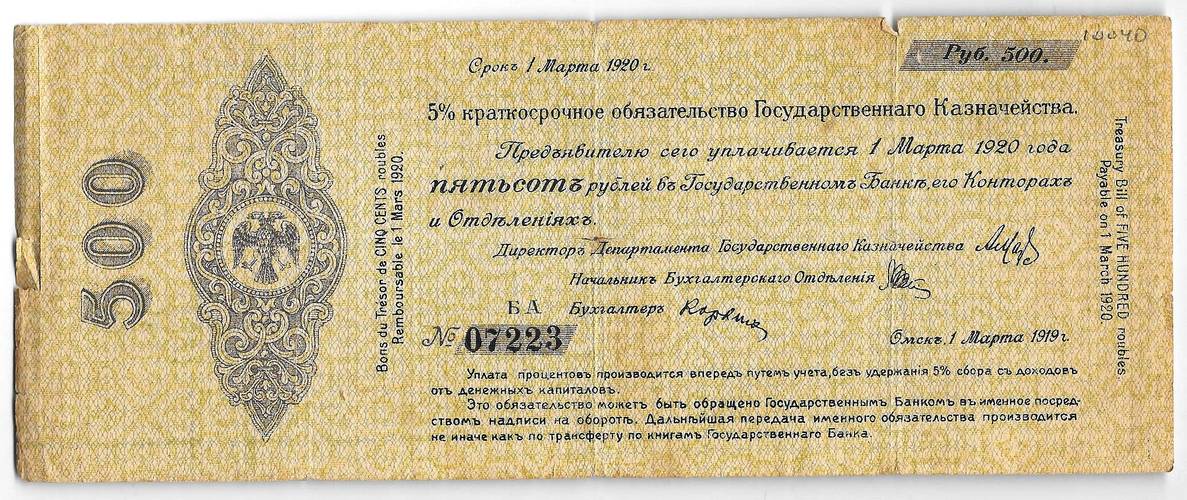 500
Bons du Trésor de CINQ CENTS roubles
Remboursable le 1 Mars 1920.
10040
Руб. 500.
Срокъ 1 Марта 1920 г.
5% краткосрочное обязательство Государственнаго Казначейства.
Предъявителю сего уплачивается 1 Марта 1920 года
пятьсотъ рублей въ Государственномъ Банкѣ, его Конторахъ
и Отдѣленіяхъ.
Директоръ Департамента Государственнаго Казначейства
Начальникъ Бухгалтерскаго Отдѣленія
БА Бухгалтеръ
№ 07223
Омскъ, 1 Марта 1919 г.
Уплата процентовъ производится впередъ путемъ учета, безъ удержанія 5% сбора съ доходовъ
отъ денежныхъ капиталовъ.
Это обязательство можетъ быть обращено Государственнымъ Банкомъ въ именное посред-
ствомъ надписи на оборотѣ. Дальнѣйшая передача именного обязательства производится
не иначе какъ по трансферту по книгамъ Государственнаго Банка.
Treasury Bill of FIVE HUNDRED roubles
Payable on 1 March 1920